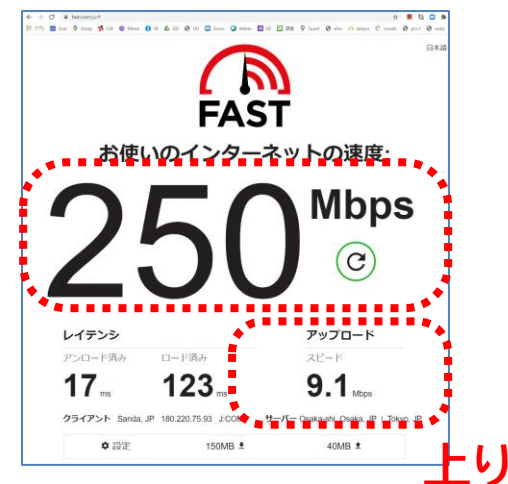 fast.com/ja/#
日本語
FAST
お使いのインターネットの速度:
250 Mbps
レイテンシ アップロード
アンロード済み ロード済み スピード
17 ms 123 ms 9.1 Mbps
クライアント Sanda, JP 180.220.75.93 J:COM サーバー Osaka-shi, Osaka, JP | Tokyo, JP
設定 150MB 40MB
上り